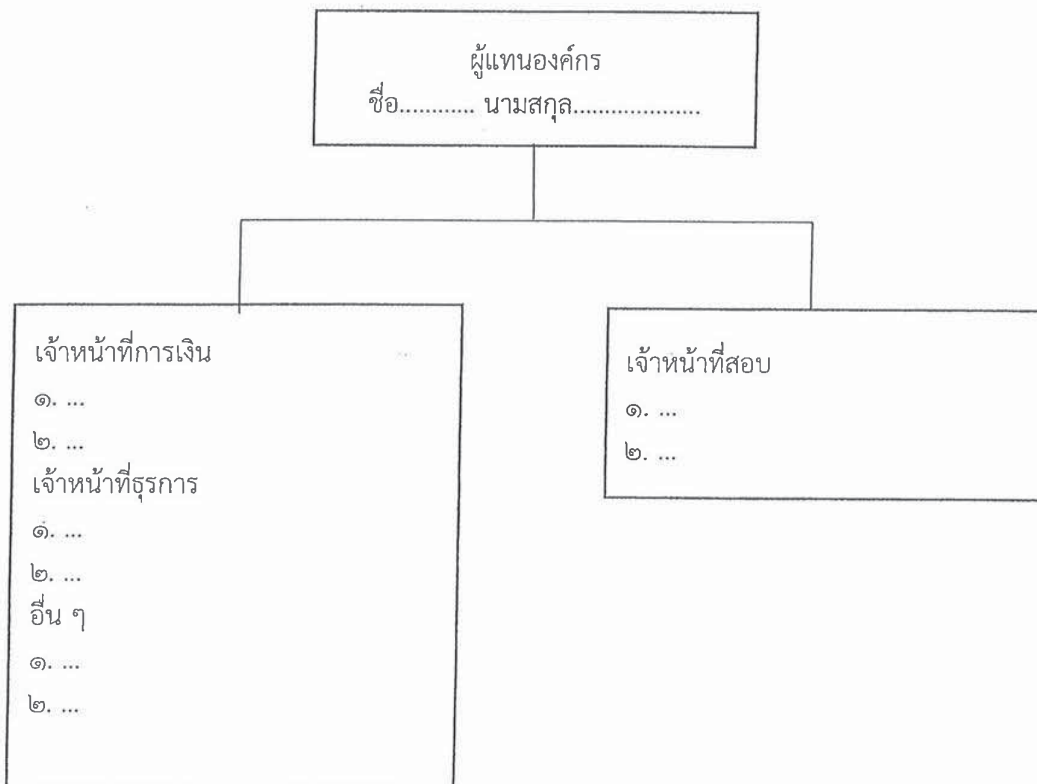 ผู้แทนองค์กร
ชื่อ............ นามสกุล....................
เจ้าหน้าที่การเงิน
๑. ...
๒. ...
เจ้าหน้าที่ธุรการ
๑. ...
๒. ...
อื่น ๆ
๑. ...
๒. ...
เจ้าหน้าที่สอบ
๑. ...
๒. ...